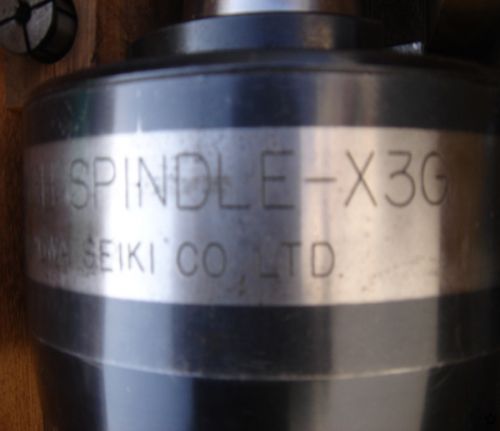 SPINDLE-X3G
SEIKI CO., LTD.